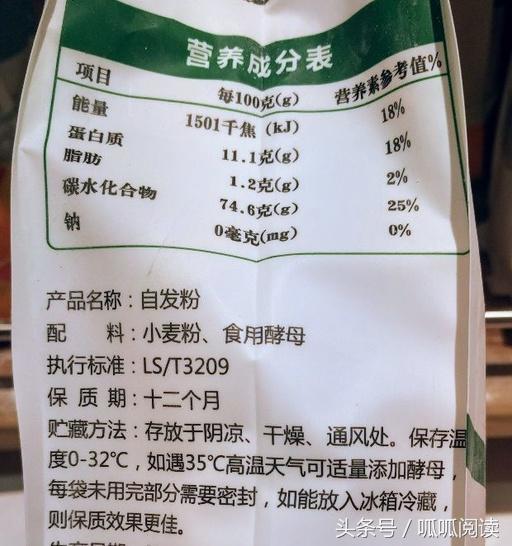 营养成分表
项目 每100克(g) 营养素参考值%
能量 1501千焦 (kJ) 18%
蛋白质 11.1克(g) 18%
脂肪 1.2克(g) 2%
碳水化合物 74.6克(g) 25%
钠 0毫克(mg) 0%
产品名称：自发粉
配 料：小麦粉、食用酵母
执行标准：LS/T3209
保 质 期：十二个月
贮藏方法：存放于阴凉、干燥、通风处。保存温
度0-32℃，如遇35℃高温天气可适量添加酵母，
每袋未用完部分需要密封，如能放入冰箱冷藏，
则保质效果更佳。
头条号／呱呱阅读